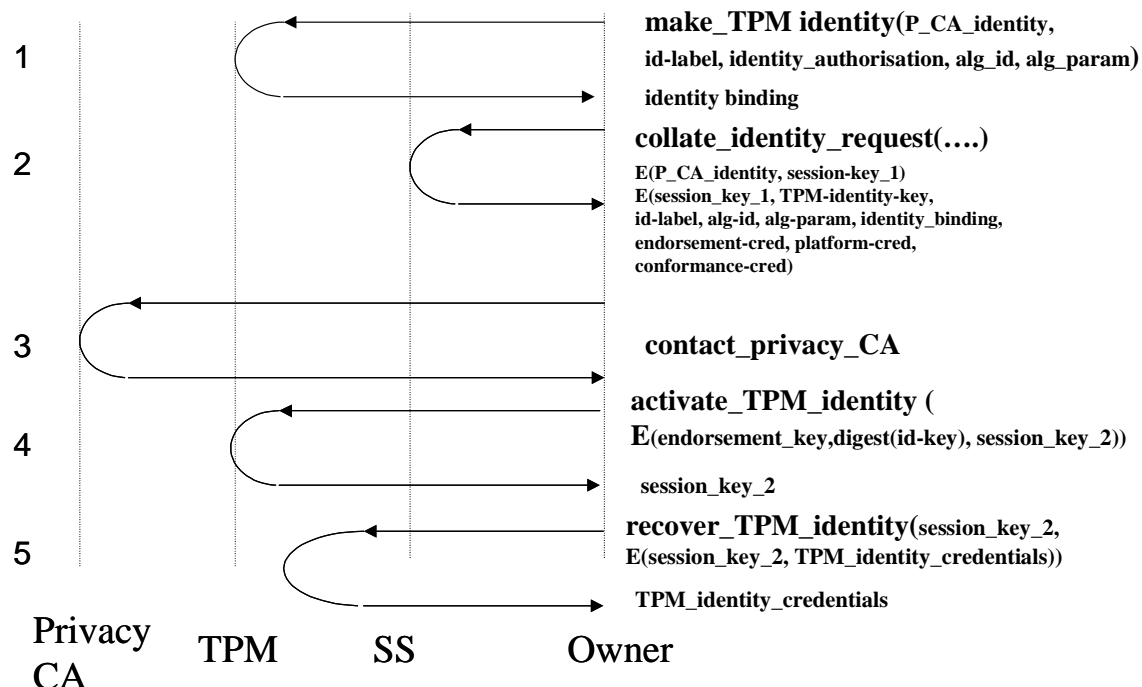 1
make_TPM identity(P_CA_identity,
id-label, identity_authorisation, alg_id, alg_param)
identity binding
2
collate_identity_request(….)
E(P_CA_identity, session-key_1)
E(session_key_1, TPM-identity-key,
id-label, alg-id, alg-param, identity_binding,
endorsement-cred, platform-cred,
conformance-cred)
3
contact_privacy_CA
4
activate_TPM_identity (
E(endorsement_key,digest(id-key), session_key_2))
session_key_2
5
recover_TPM_identity(session_key_2,
E(session_key_2, TPM_identity_credentials))
TPM_identity_credentials
Privacy
CA
TPM
SS
Owner